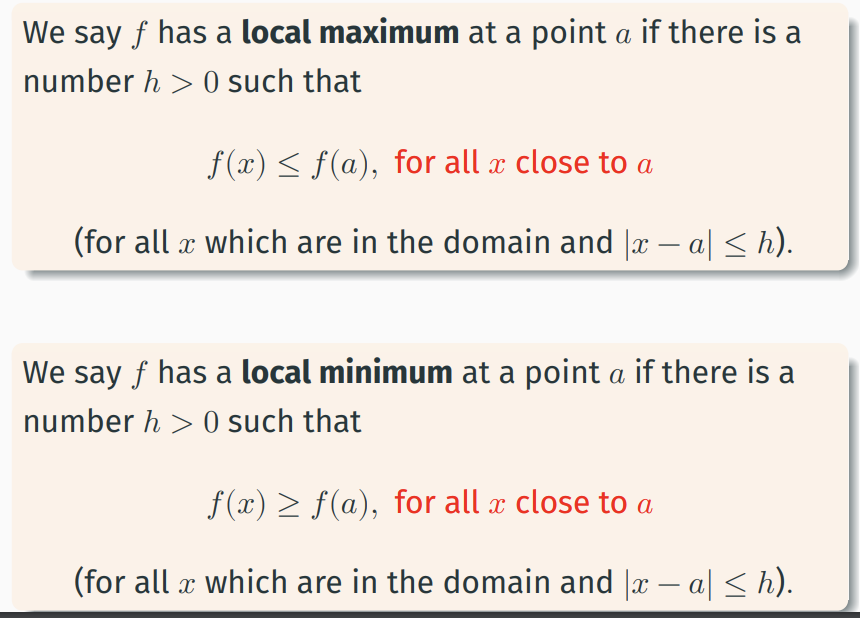 We say f has a local maximum at a point a if there is a
number h > 0 such that
f(x) ≤ f(a), for all x close to a
(for all x which are in the domain and |x − a| ≤ h).
We say f has a local minimum at a point a if there is a
number h > 0 such that
f(x) ≥ f(a), for all x close to a
(for all x which are in the domain and |x − a| ≤ h).